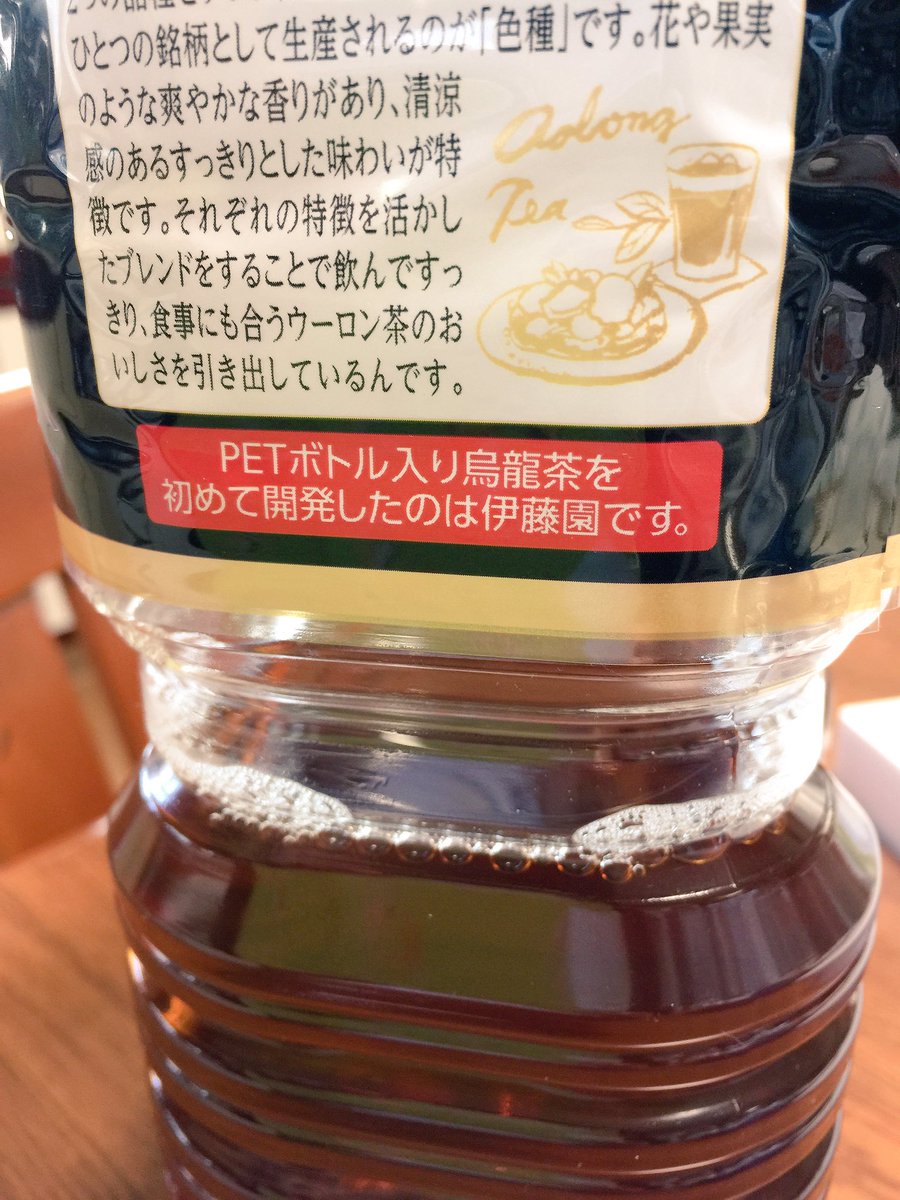 ひとつの銘柄として生産されるのが「色種」です。花や果実
のような爽やかな香りがあり、清涼
感のあるすっきりとした味わいが特
徴です。それぞれの特徴を活かし
たブレンドをすることで飲んですっ
きり、食事にも合うウーロン茶のお
いしさを引き出しているんです。
Oolong
Tea
PETボトル入り烏龍茶を
初めて開発したのは伊藤園です。